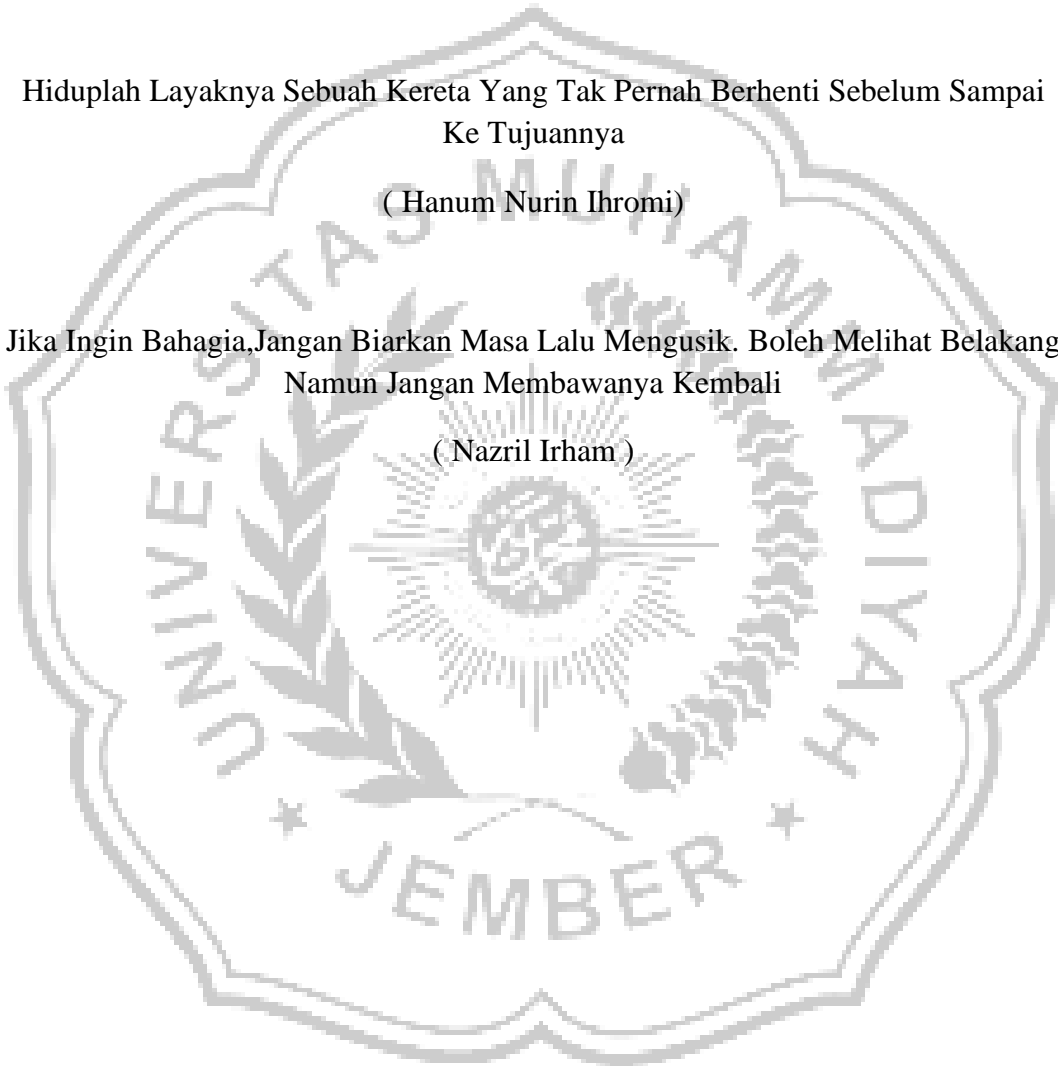 Hiduplah Layaknya Sebuah Kereta Yang Tak Pernah Berhenti Sebelum Sampai
Ke Tujuannya
( Hanum Nurin Ihromi)
Jika Ingin Bahagia,Jangan Biarkan Masa Lalu Mengusik. Boleh Melihat Belakang
Namun Jangan Membawanya Kembali
( Nazril Irham )
UNIVERSITAS MUHAMMADIYAH
JEMBER